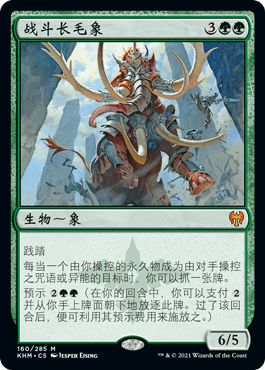 战斗长毛象 3
生物～象
践踏
每当一个由你操控的永久物成为由对手操控
之咒语或异能的目标时，你可以抓一张牌。
预示 2（在你的回合中，你可以支付 2
并从你手上牌面朝下地放逐此牌。过了该回
合后，便可利用其预示费用来施放之。）
6/5
160/285 M
KHM • CS JESPER EJSING
™ & © 2021 Wizards of the Coast